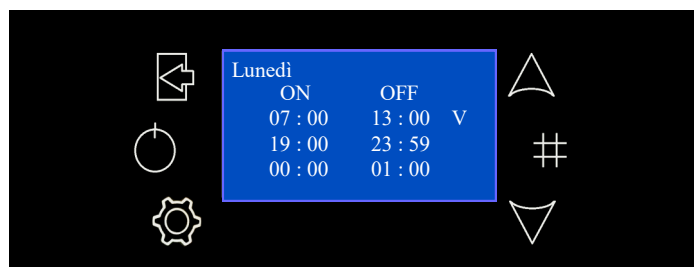 Lunedì
ON OFF
07 : 00 13 : 00 V
19 : 00 23 : 59
00 : 00 01 : 00